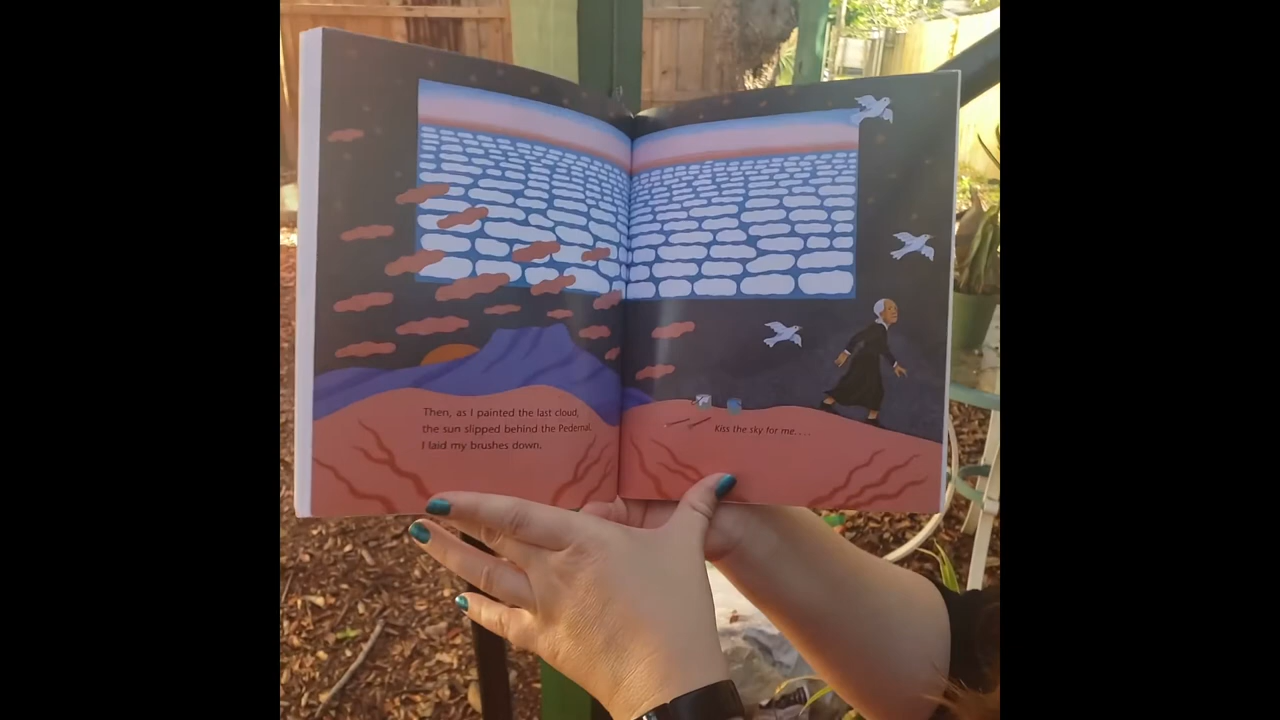 Then, as I painted the last cloud,
the sun slipped behind the Pedernal.
I laid my brushes down.
Kiss the sky for me. . . .